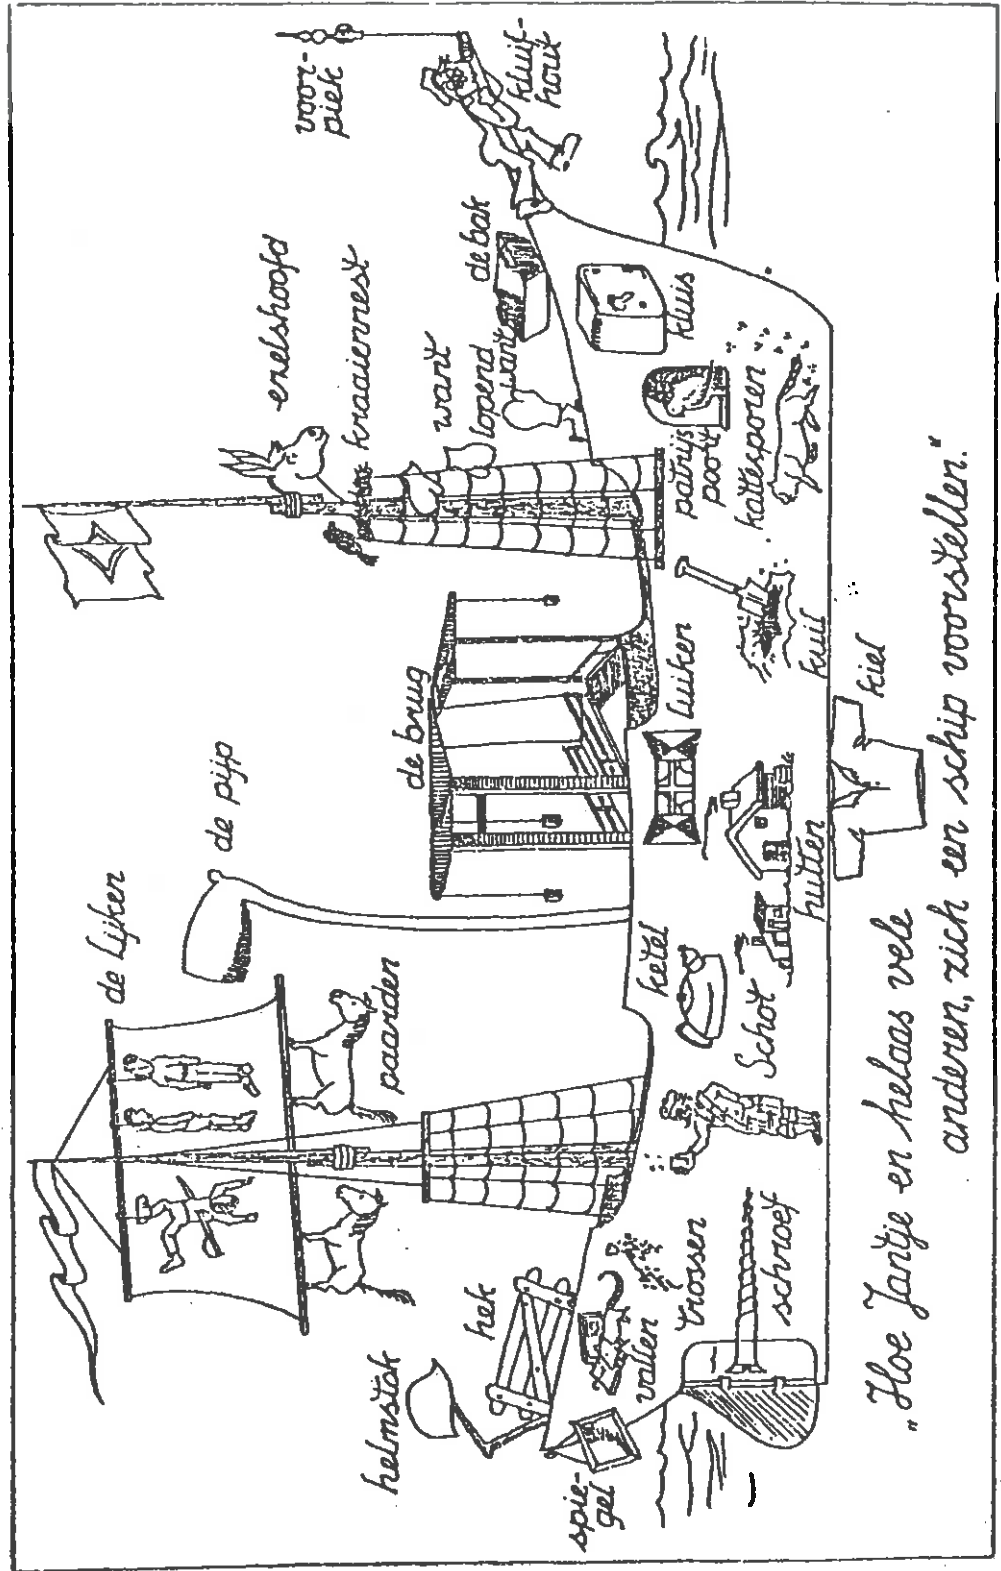 de Lijken
de pijp
voor-
piek
ezelshoofd
kraaiennest
helmstok
paarden
de brug
want
lopend
want
de bak
kluif-
hout
hek
spie-
gel
vallen
trossen
ketel
luiken
patrijs
poort
kluis
schroef
Schot
hutten
kuil
kattesporen
kiel
„Hoe Jantje en helaas vele
anderen, zich een schip voorstellen."